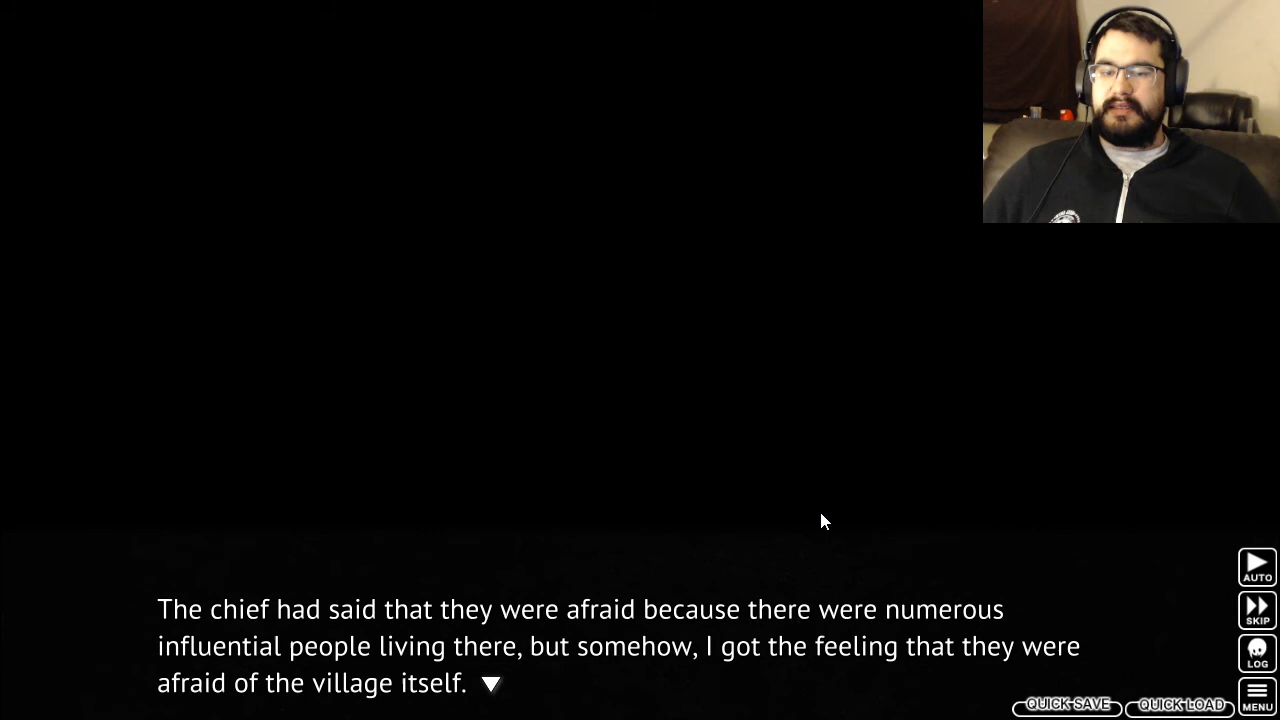 The chief had said that they were afraid because there were numerous
influential people living there, but somehow, I got the feeling that they were
afraid of the village itself.
AUTO
SKIP
LOG
QUICK SAVE
QUICK LOAD
MENU